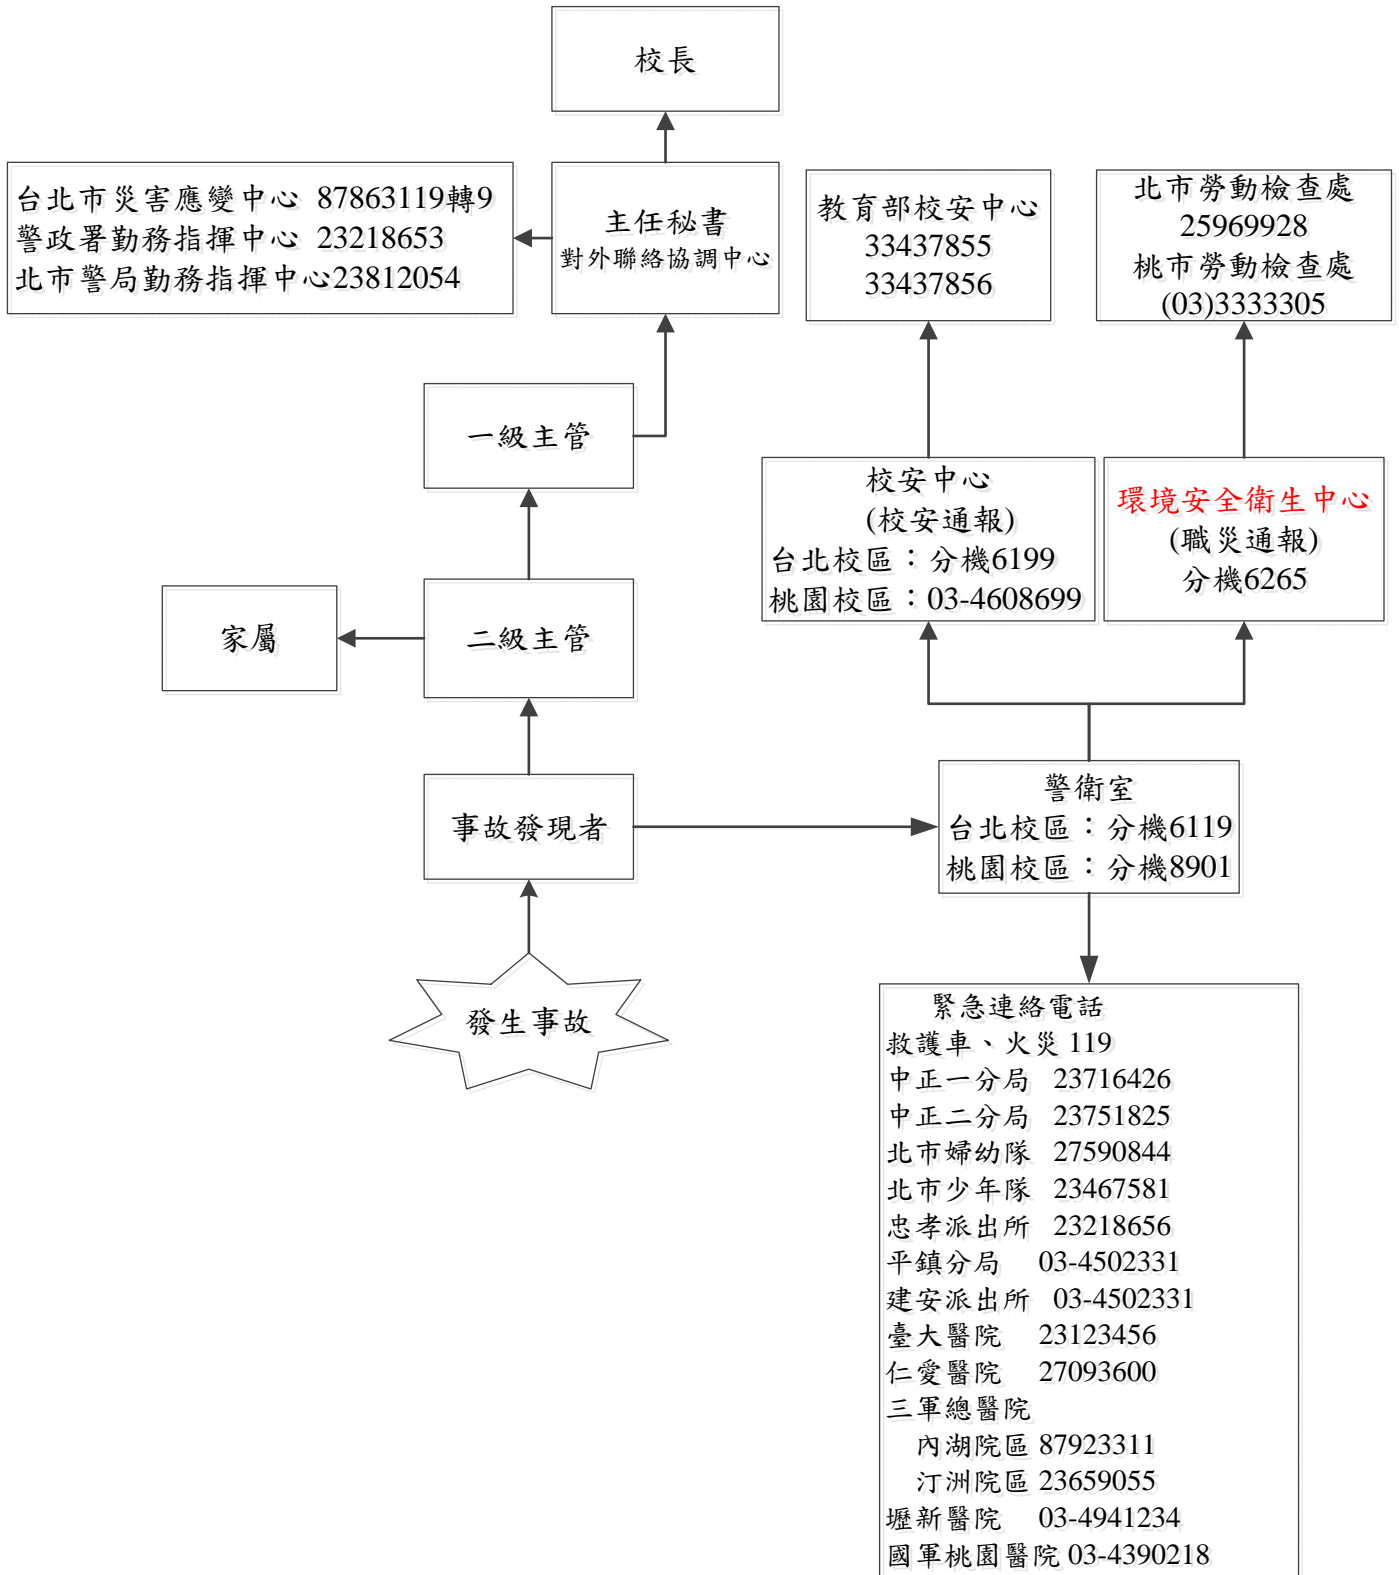 校長
台北市災害應變中心 87863119轉9
警政署勤務指揮中心 23218653
北市警局勤務指揮中心23812054
主任秘書
對外聯絡協調中心
教育部校安中心
33437855
33437856
北市勞動檢查處
25969928
桃市勞動檢查處
(03)3333305
一級主管
校安中心
(校安通報)
台北校區：分機6199
桃園校區：03-4608699
環境安全衛生中心
(職災通報)
分機6265
家屬
二級主管
事故發現者
警衛室
台北校區：分機6119
桃園校區：分機8901
發生事故
緊急連絡電話
救護車、火災 119
中正一分局 23716426
中正二分局 23751825
北市婦幼隊 27590844
北市少年隊 23467581
忠孝派出所 23218656
平鎮分局 03-4502331
建安派出所 03-4502331
臺大醫院 23123456
仁愛醫院 27093600
三軍總醫院
內湖院區 87923311
汀洲院區 23659055
壢新醫院 03-4941234
國軍桃園醫院 03-4390218